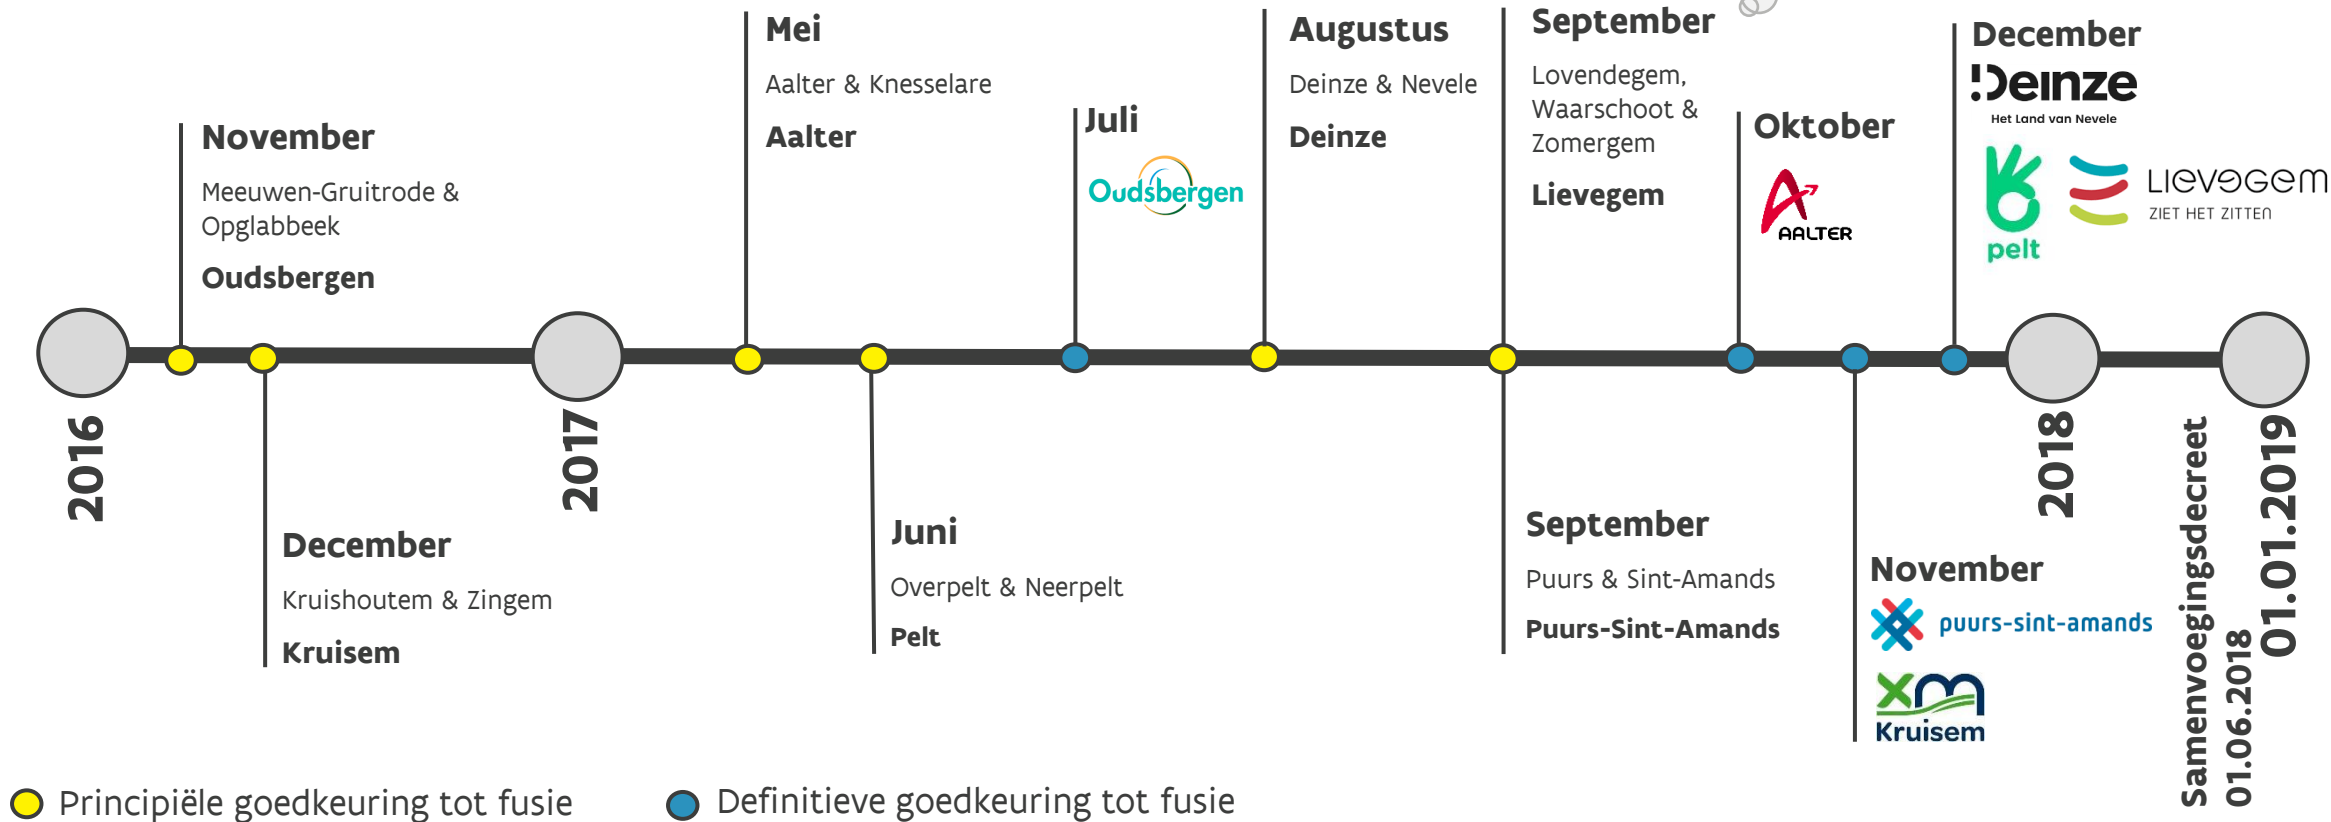 November
Meeuwen-Gruitrode &
Opglabbeek
Oudsbergen
Mei
Aalter & Knesselare
Aalter
Juli
Oudsbergen
Augustus
Deinze & Nevele
Deinze
September
Lovendegem,
Waarschoot &
Zomergem
Lievegem
Oktober
AALTER
December
!Deinze
Het Land van Nevele
pelt
LIEVEGEM
ZIET HET ZITTEN
2016
2017
2018
01.01.2019
Samenvoegingsdecreet
01.06.2018
December
Kruishoutem & Zingem
Kruisem
Juni
Overpelt & Neerpelt
Pelt
September
Puurs & Sint-Amands
Puurs-Sint-Amands
November
puurs-sint-amands
Kruisem
Principiële goedkeuring tot fusie
Definitieve goedkeuring tot fusie